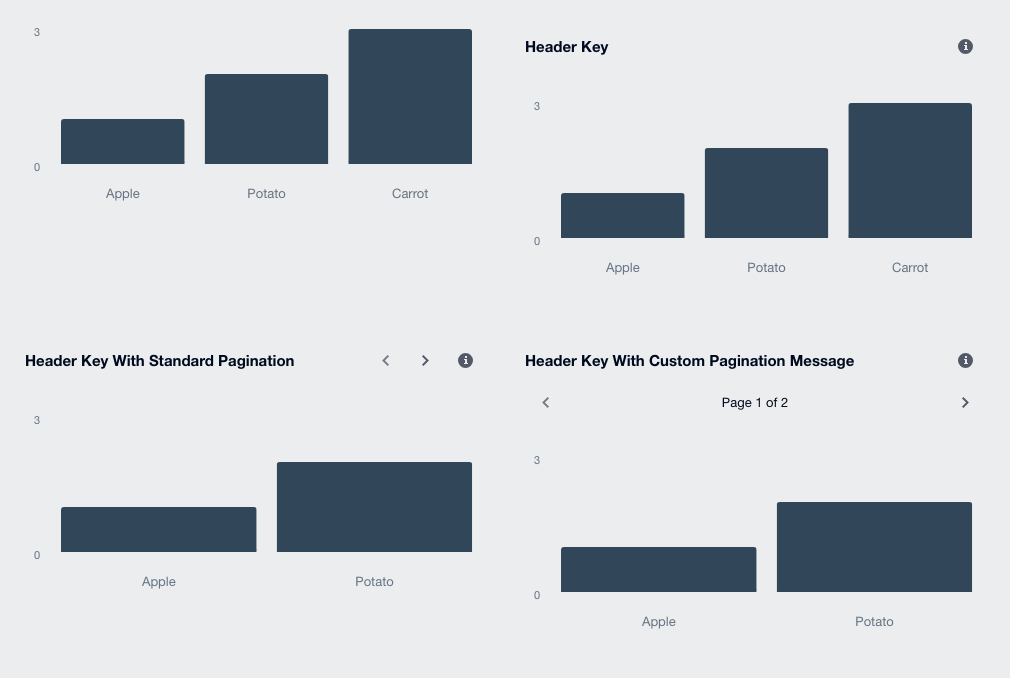 3
0
Apple Potato Carrot
Header Key
3
0
Apple Potato Carrot
Header Key With Standard Pagination
3
0
Apple Potato
Header Key With Custom Pagination Message
Page 1 of 2
3
0
Apple Potato